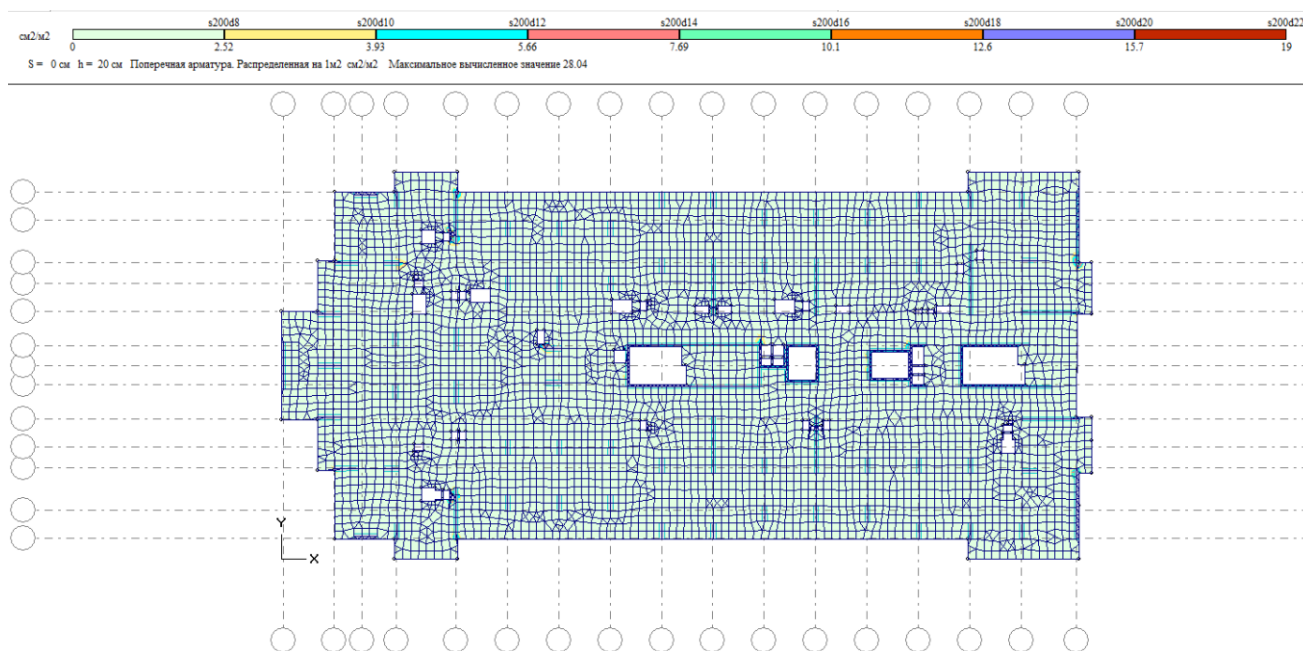 s200d8 s200d10 s200d12 s200d14 s200d16 s200d18 s200d20 s200d22
см2/м2
0 2.52 3.93 5.66 7.69 10.1 12.6 15.7 19
S = 0 см h = 20 см Поперечная арматура. Распределенная на 1м2 см2/м2 Максимальное вычисленное значение 28.04
Y
X